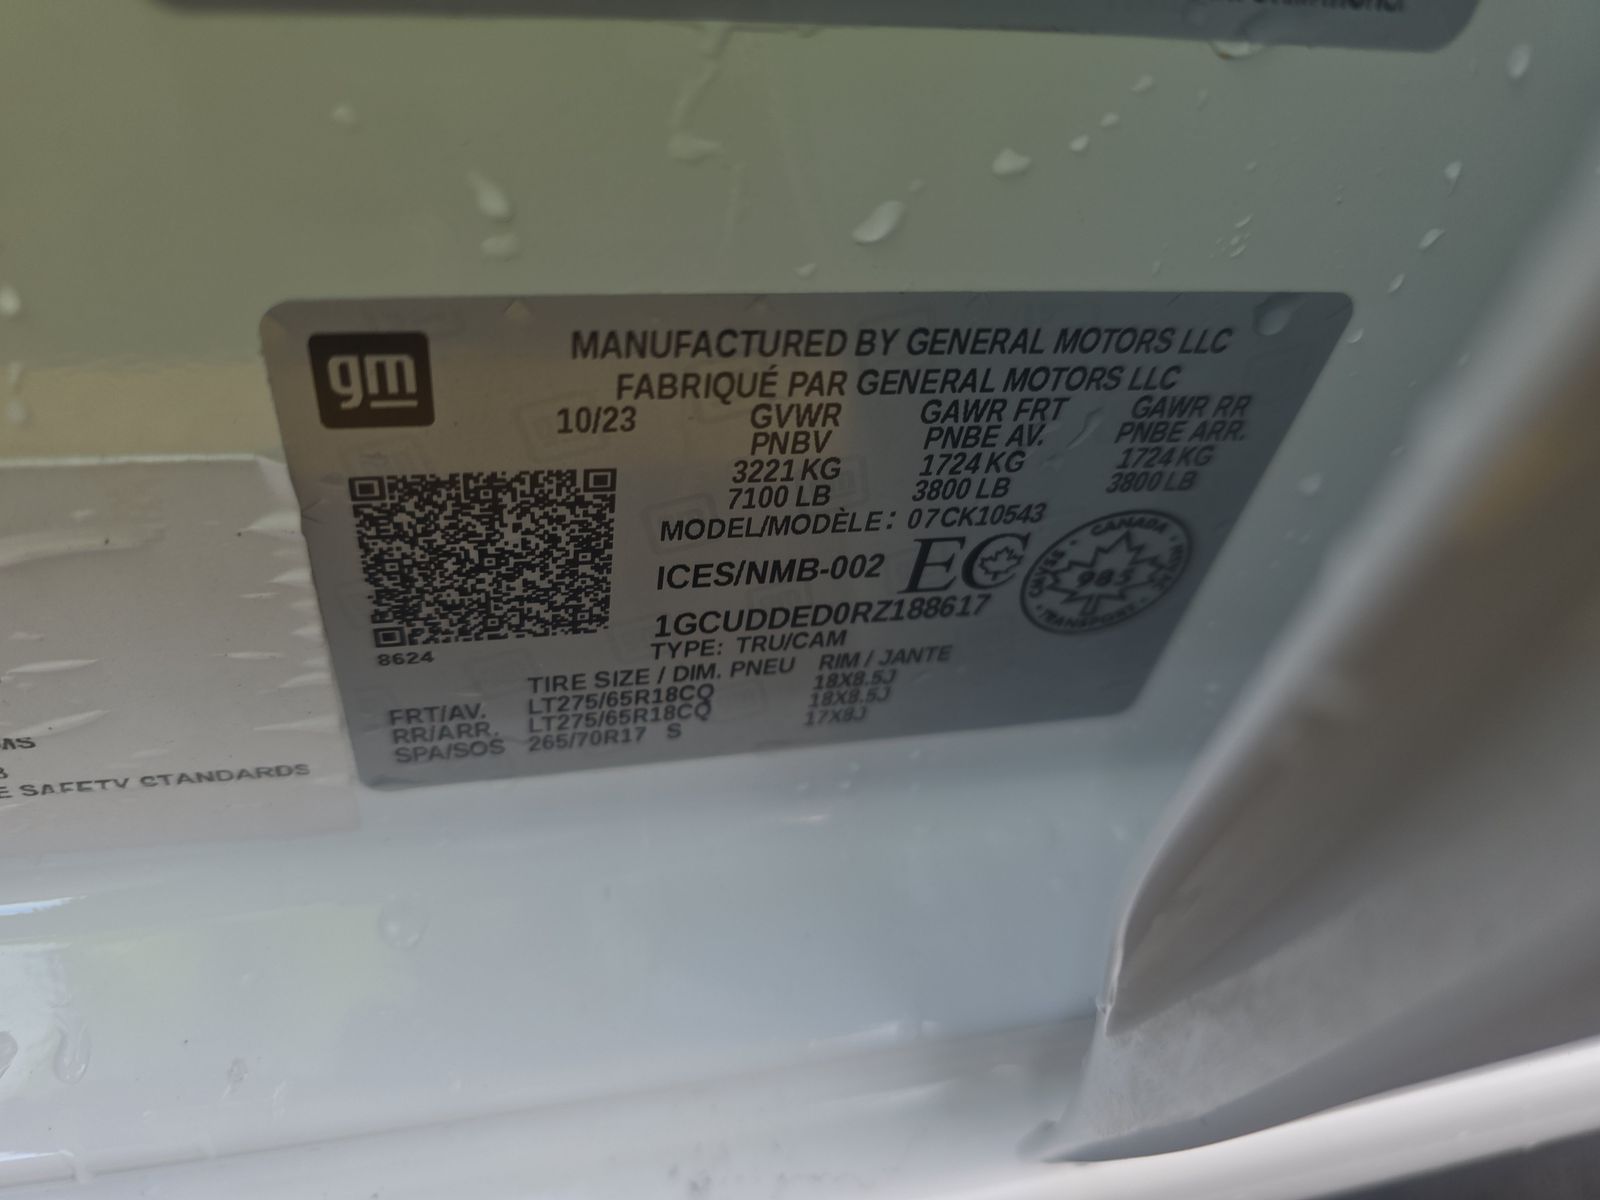 gm
MANUFACTURED BY GENERAL MOTORS LLC
FABRIQUÉ PAR GENERAL MOTORS LLC
10/23 GVWR GAWR FRT GAWR RR
PNBV PNBE AV. PNBE ARR.
3221 KG 1724 KG 1724 KG
7100 LB 3800 LB 3800 LB
MODEL/MODÈLE: 07CK10543
ICES/NMB-002 EC
CANADA
CMVSS 985 NSVAC
TRANSPORT
1GCUDDED0RZ188617
TYPE: TRU/CAM
8624
TIRE SIZE / DIM. PNEU RIM / JANTE
FRT/AV. LT275/65R18CQ 18X8.5J
RR/ARR. LT275/65R18CQ 18X8.5J
SPA/SOS 265/70R17 S 17X8J
SAFETY STANDARDS